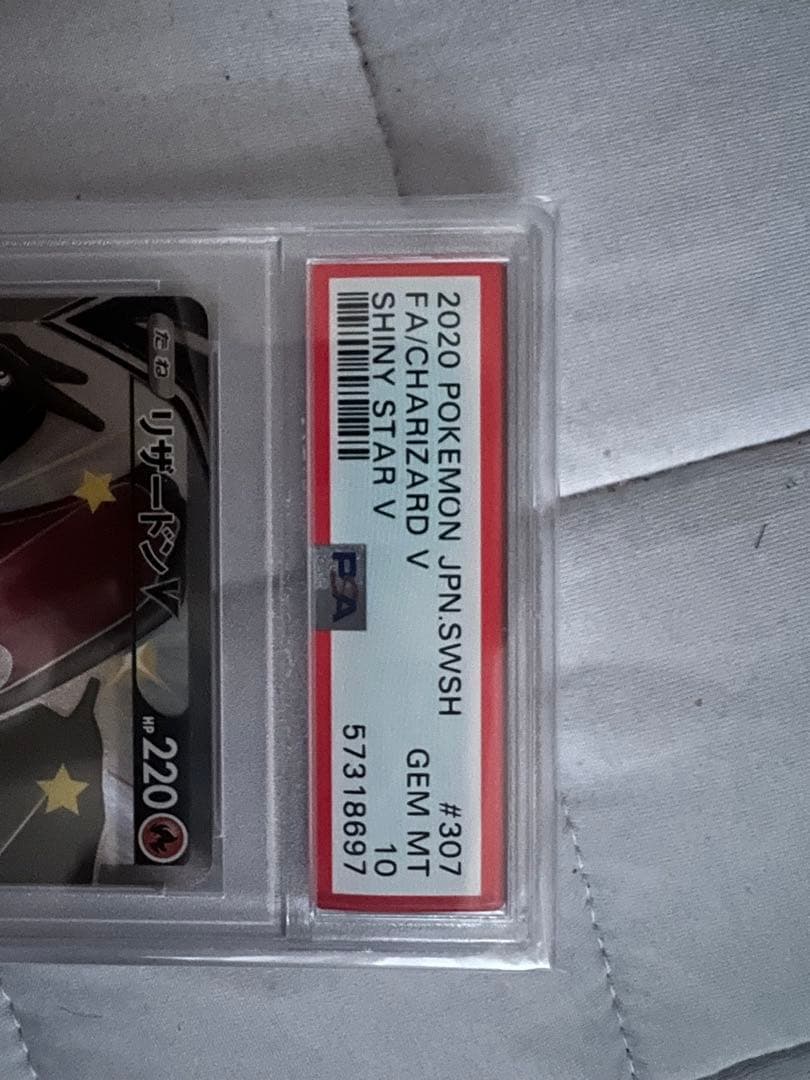 2020 POKEMON JPN.SWSH #307
FA/CHARIZARD V GEM MT
SHINY STAR V 10
PSA 57318697
たね リザードンV HP 220